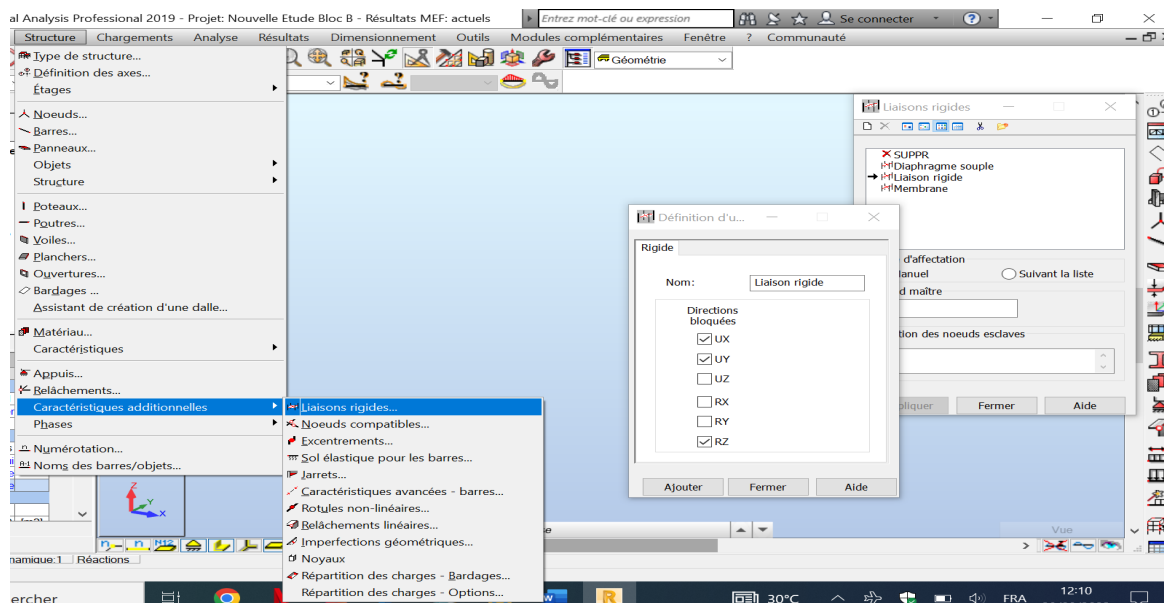 al Analysis Professional 2019 - Projet: Nouvelle Etude Bloc B - Résultats MEF: actuels
Entrez mot-clé ou expression
Se connecter
?
Structure Chargements Analyse Résultats Dimensionnement Outils Modules complémentaires Fenêtre ? Communauté
Type de structure...
Définition des axes...
Étages
Noeuds...
Barres...
Panneaux...
Objets
Structure
Poteaux...
Poutres...
Voiles...
Planchers...
Ouvertures...
Bardages ...
Assistant de création d'une dalle...
Matériau...
Caractéristiques
Appuis...
Relâchements...
Caractéristiques additionnelles
Phases
Numérotation...
Noms des barres/objets...
Géométrie
Liaisons rigides...
Noeuds compatibles...
Excentrements...
Sol élastique pour les barres...
Jarrets...
Caractéristiques avancées - barres...
Rotules non-linéaires...
Relâchements linéaires...
Imperfections géométriques...
Noyaux
Répartition des charges - Bardages...
Répartition des charges - Options...
Définition d'u...
Rigide
Nom: Liaison rigide
Directions
bloquées
UX
UY
UZ
RX
RY
RZ
Ajouter Fermer Aide
Liaisons rigides
SUPPR
Diaphragme souple
Liaison rigide
Membrane
d'affectation
anuel Suivant la liste
d maître
tion des noeuds esclaves
pliquer Fermer Aide
Z
Y
X
Vue
namique:1 Réactions
ercher
30°C
FRA
12:10